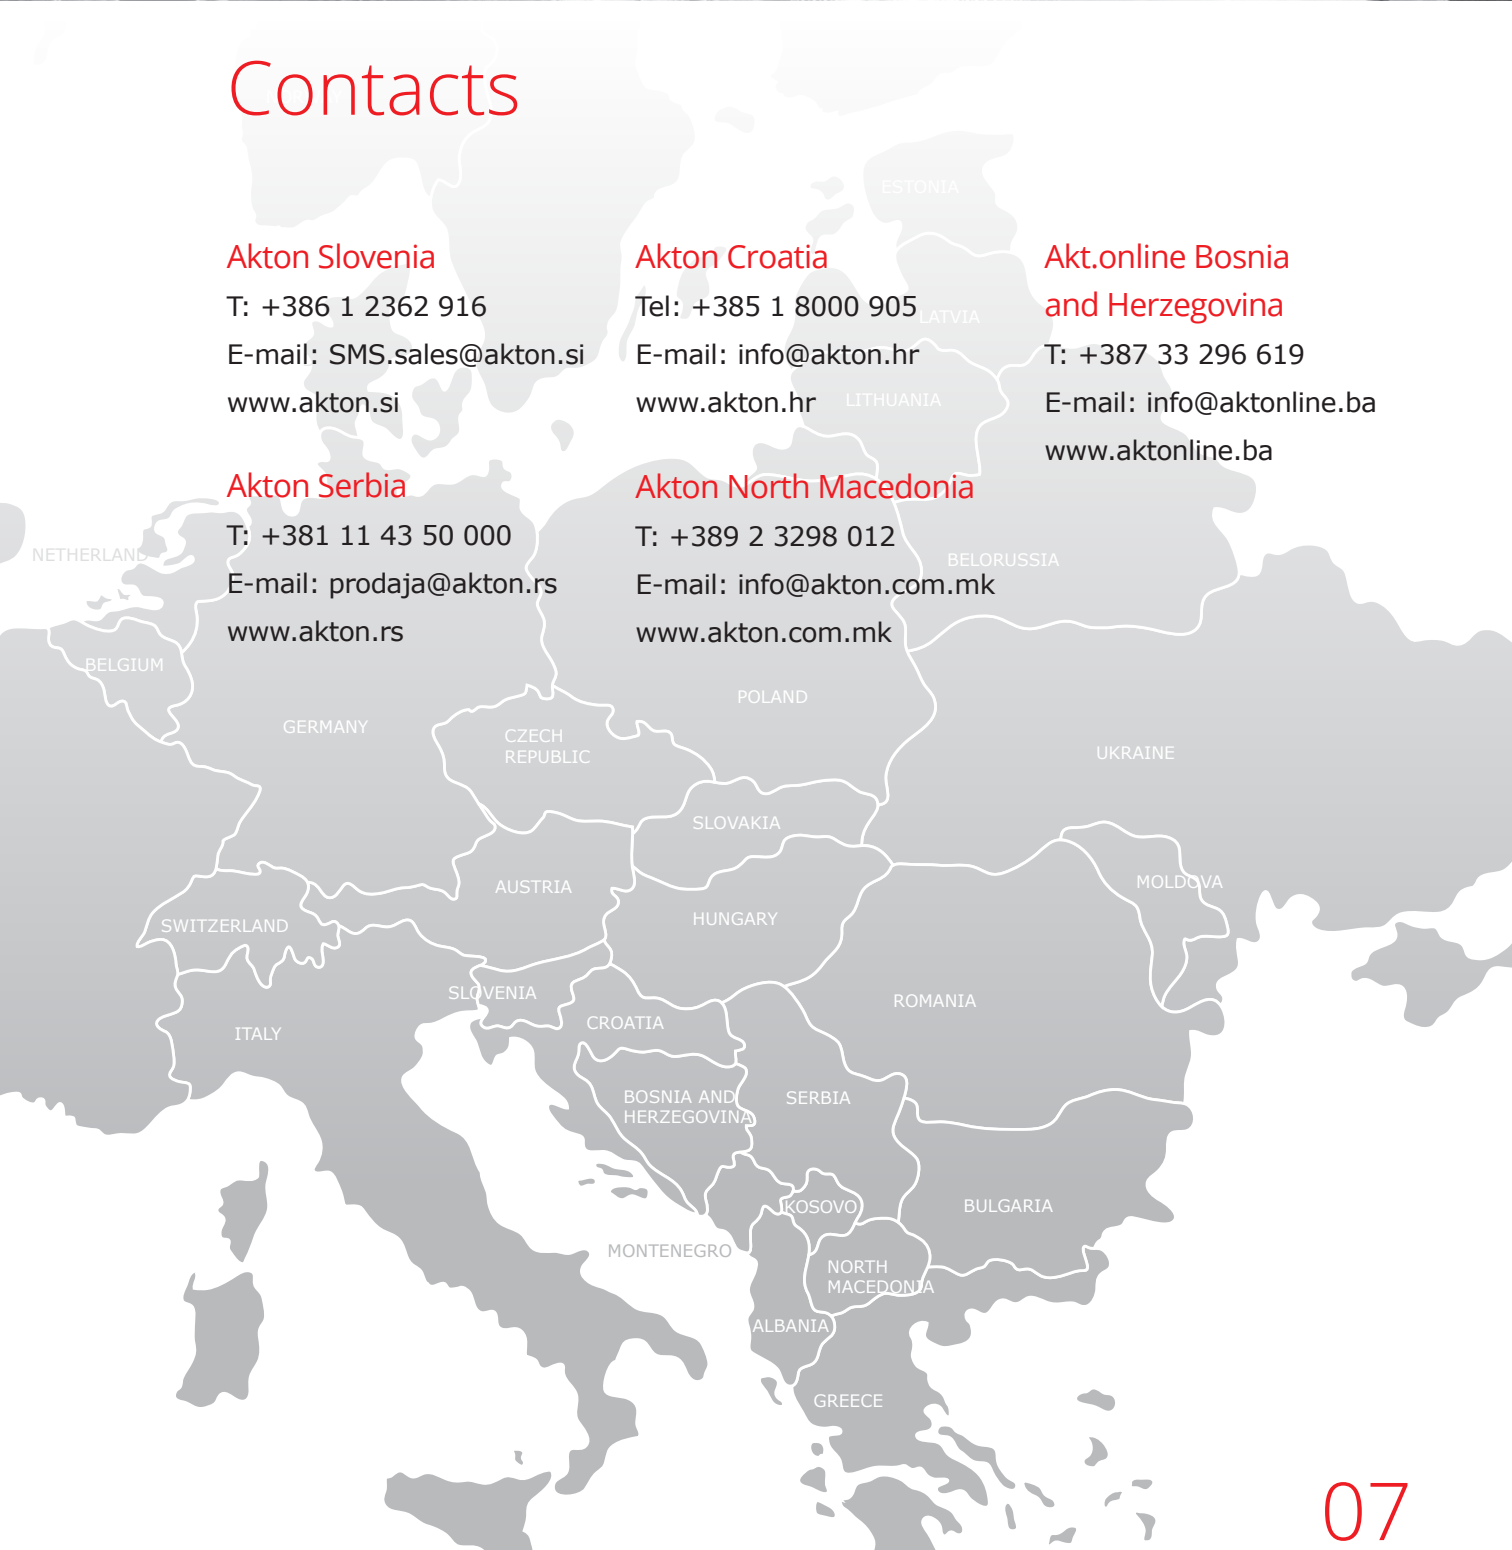 Contacts
Akton Slovenia
T: +386 1 2362 916
E-mail: SMS.sales@akton.si
www.akton.si
Akton Croatia
Tel: +385 1 8000 905
E-mail: info@akton.hr
www.akton.hr
Akt.online Bosnia
and Herzegovina
T: +387 33 296 619
E-mail: info@aktonline.ba
www.aktonline.ba
Akton Serbia
T: +381 11 43 50 000
E-mail: prodaja@akton.rs
www.akton.rs
Akton North Macedonia
T: +389 2 3298 012
E-mail: info@akton.com.mk
www.akton.com.mk
ESTONIA
LATVIA
LITHUANIA
NETHERLAND
BELORUSSIA
BELGIUM
POLAND
GERMANY
CZECH
REPUBLIC
UKRAINE
SLOVAKIA
AUSTRIA
MOLDOVA
SWITZERLAND
HUNGARY
SLOVENIA
ROMANIA
CROATIA
ITALY
BOSNIA AND
HERZEGOVINA
SERBIA
KOSOVO
BULGARIA
MONTENEGRO
NORTH
MACEDONIA
ALBANIA
GREECE
07